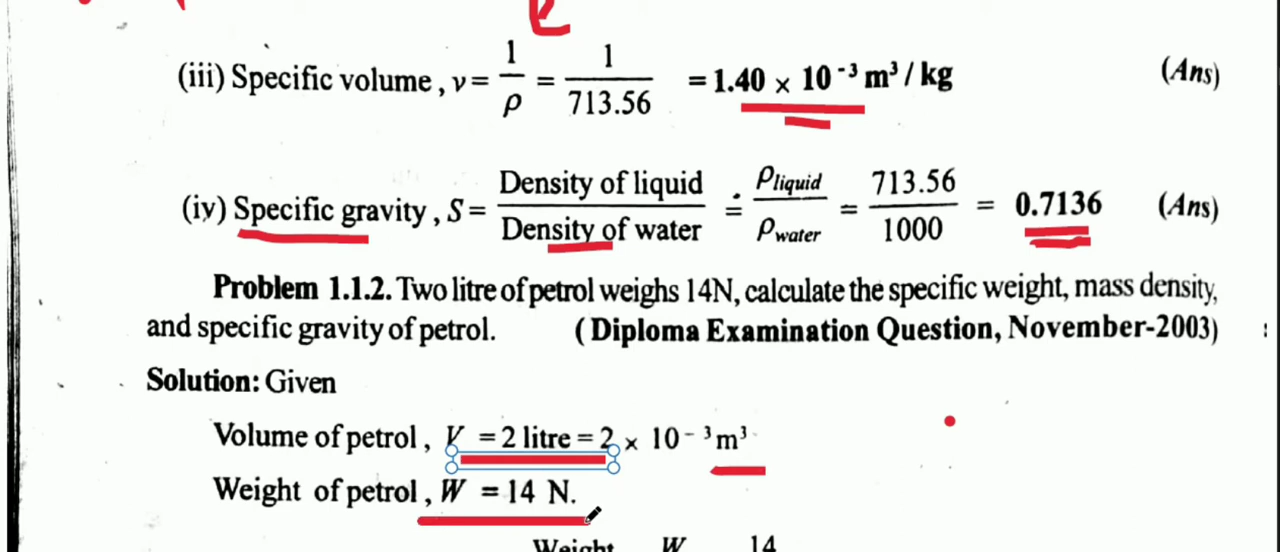 (iii) Specific volume , v = 1/ρ = 1/713.56 = 1.40 × 10⁻³ m³ / kg (Ans)
(iv) Specific gravity , S = Density of liquid/Density of water = ρliquid/ρwater = 713.56/1000 = 0.7136 (Ans)
Problem 1.1.2. Two litre of petrol weighs 14N, calculate the specific weight, mass density,
and specific gravity of petrol. ( Diploma Examination Question, November-2003)
Solution: Given
Volume of petrol , V = 2 litre = 2 × 10⁻³ m³
Weight of petrol , W = 14 N.
Weight W 14